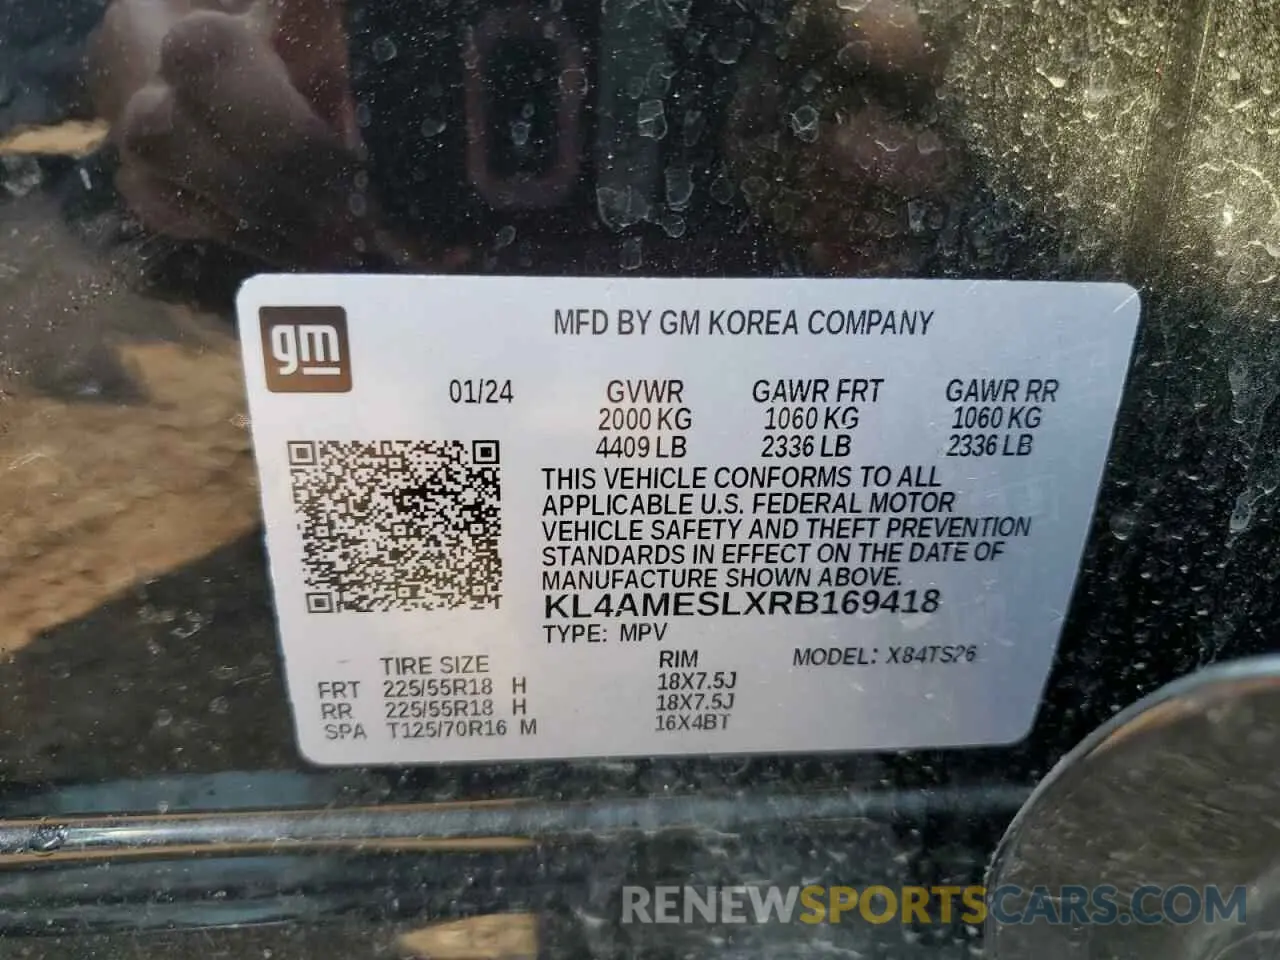 gm
MFD BY GM KOREA COMPANY
01/24 GVWR GAWR FRT GAWR RR
2000 KG 1060 KG 1060 KG
4409 LB 2336 LB 2336 LB
THIS VEHICLE CONFORMS TO ALL
APPLICABLE U.S. FEDERAL MOTOR
VEHICLE SAFETY AND THEFT PREVENTION
STANDARDS IN EFFECT ON THE DATE OF
MANUFACTURE SHOWN ABOVE.
KL4AMESLXRB169418
TYPE: MPV
TIRE SIZE RIM MODEL: X84TS26
FRT 225/55R18 H 18X7.5J
RR 225/55R18 H 18X7.5J
SPA T125/70R16 M 16X4BT
RENEWSPORTSCARS.COM